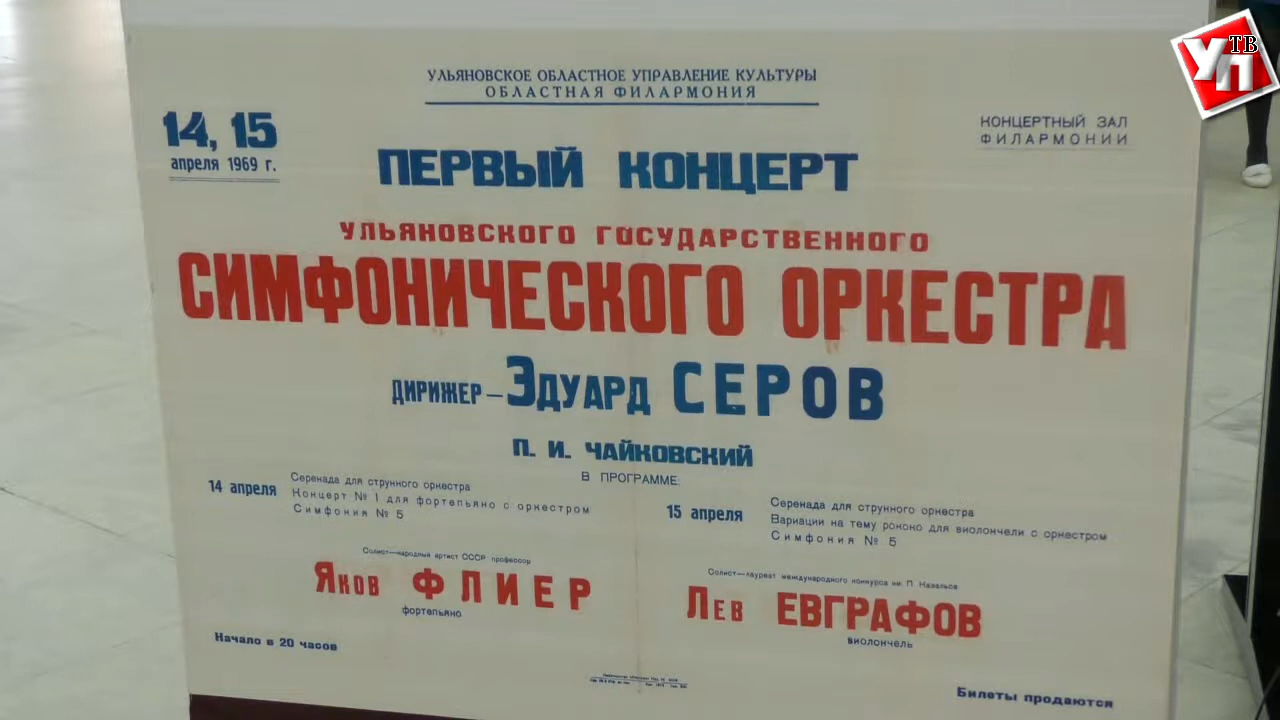 УЛЬЯНОВСКОЕ ОБЛАСТНОЕ УПРАВЛЕНИЕ КУЛЬТУРЫ
ОБЛАСТНАЯ ФИЛАРМОНИЯ
14, 15
апреля 1969 г.
КОНЦЕРТНЫЙ ЗАЛ
ФИЛАРМОНИИ
ПЕРВЫЙ КОНЦЕРТ
УЛЬЯНОВСКОГО ГОСУДАРСТВЕННОГО
СИМФОНИЧЕСКОГО ОРКЕСТРА
ДИРИЖЕР – ЭДУАРД СЕРОВ
П. И. ЧАЙКОВСКИЙ
В ПРОГРАММЕ:
14 апреля
Серенада для струнного оркестра
Концерт № 1 для фортепьяно с оркестром
Симфония № 5
Солист—народный артист СССР профессор
ЯКОВ ФЛИЕР
фортепьяно
15 апреля
Серенада для струнного оркестра
Вариации на тему рококо для виолончели с оркестром
Симфония № 5
Солист—лауреат международного конкурса им. П. Казальса
ЛЕВ ЕВГРАФОВ
виолончель
Начало в 20 часов
Билеты продаются
УП ТВ